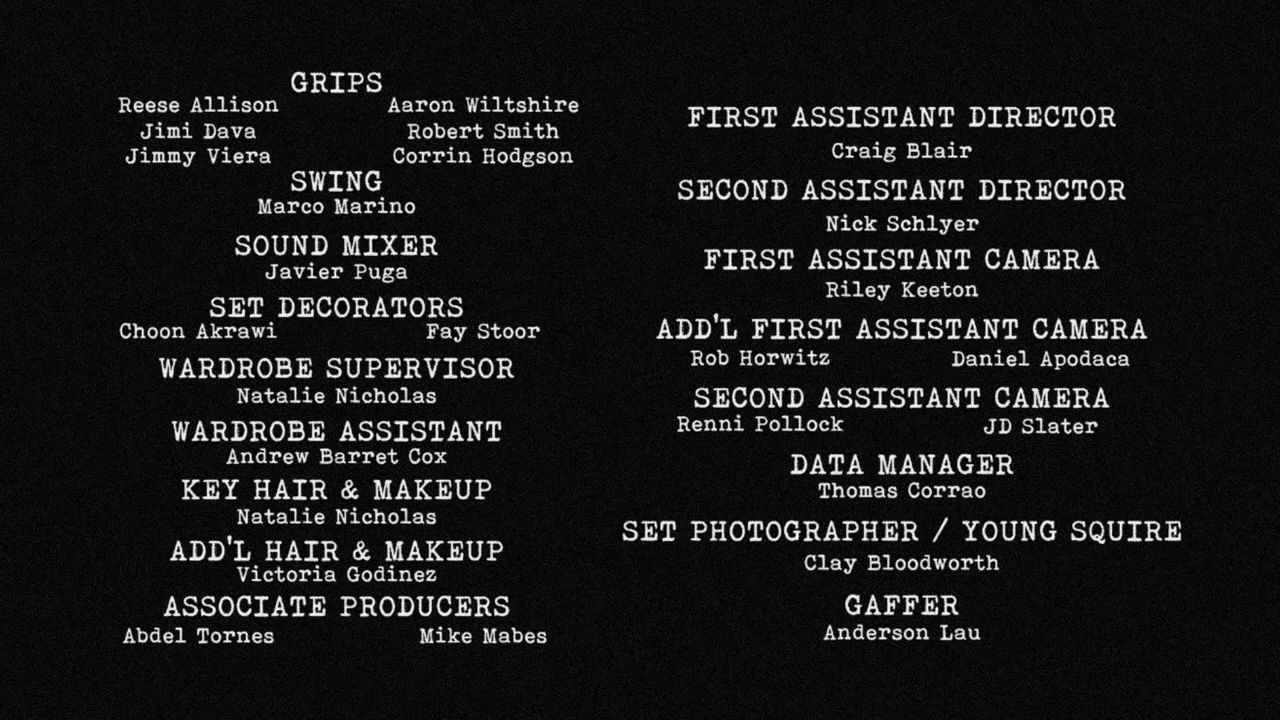 GRIPS
Reese Allison Aaron Wiltshire
Jimi Dava Robert Smith
Jimmy Viera Corrin Hodgson
SWING
Marco Marino
SOUND MIXER
Javier Puga
SET DECORATORS
Choon Akrawi Fay Stoor
WARDROBE SUPERVISOR
Natalie Nicholas
WARDROBE ASSISTANT
Andrew Barret Cox
KEY HAIR & MAKEUP
Natalie Nicholas
ADD'L HAIR & MAKEUP
Victoria Godinez
ASSOCIATE PRODUCERS
Abdel Tornes Mike Mabes
FIRST ASSISTANT DIRECTOR
Craig Blair
SECOND ASSISTANT DIRECTOR
Nick Schlyer
FIRST ASSISTANT CAMERA
Riley Keeton
ADD'L FIRST ASSISTANT CAMERA
Rob Horwitz Daniel Apodaca
SECOND ASSISTANT CAMERA
Renni Pollock JD Slater
DATA MANAGER
Thomas Corrao
SET PHOTOGRAPHER / YOUNG SQUIRE
Clay Bloodworth
GAFFER
Anderson Lau